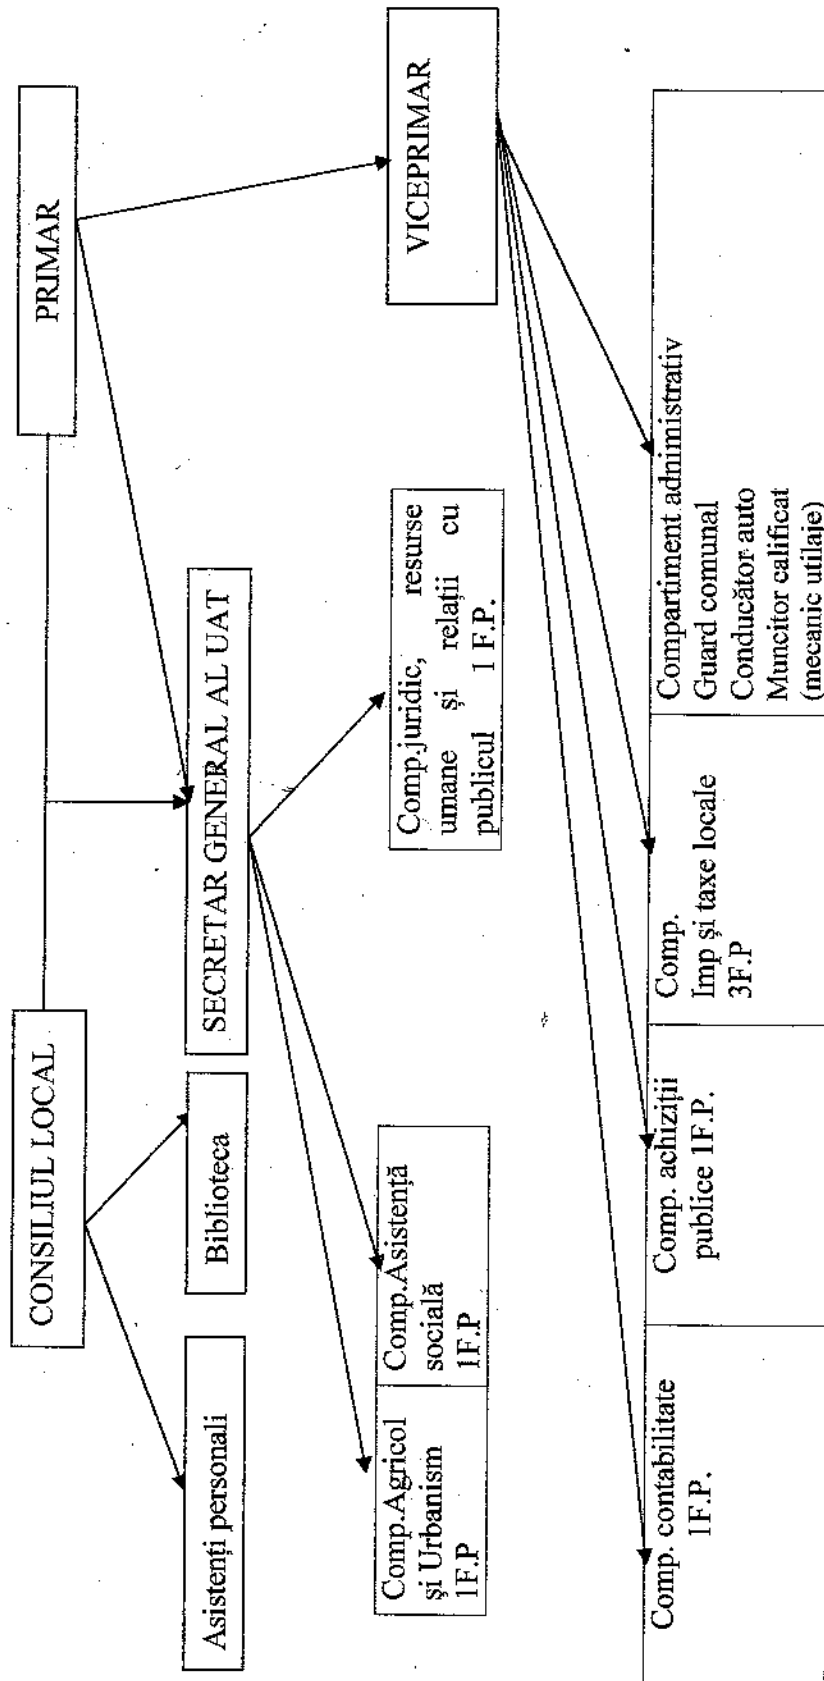 CONSILIUL LOCAL
PRIMAR
Asistenți personali
Biblioteca
SECRETAR GENERAL AL UAT
VICEPRIMAR
Comp.Agricol
și Urbanism
1F.P
Comp.Asistență
socială
1F.P
Comp.juridic, resurse
umane și relații cu
publicul 1 F.P.
Comp. contabilitate
1F.P.
Comp. achiziții
publice 1F.P.
Comp.
Imp și taxe locale
3F.P
Compartiment adnimistrativ
Guard comunal
Conducător auto
Muncitor calificat
(mecanic utilaje)